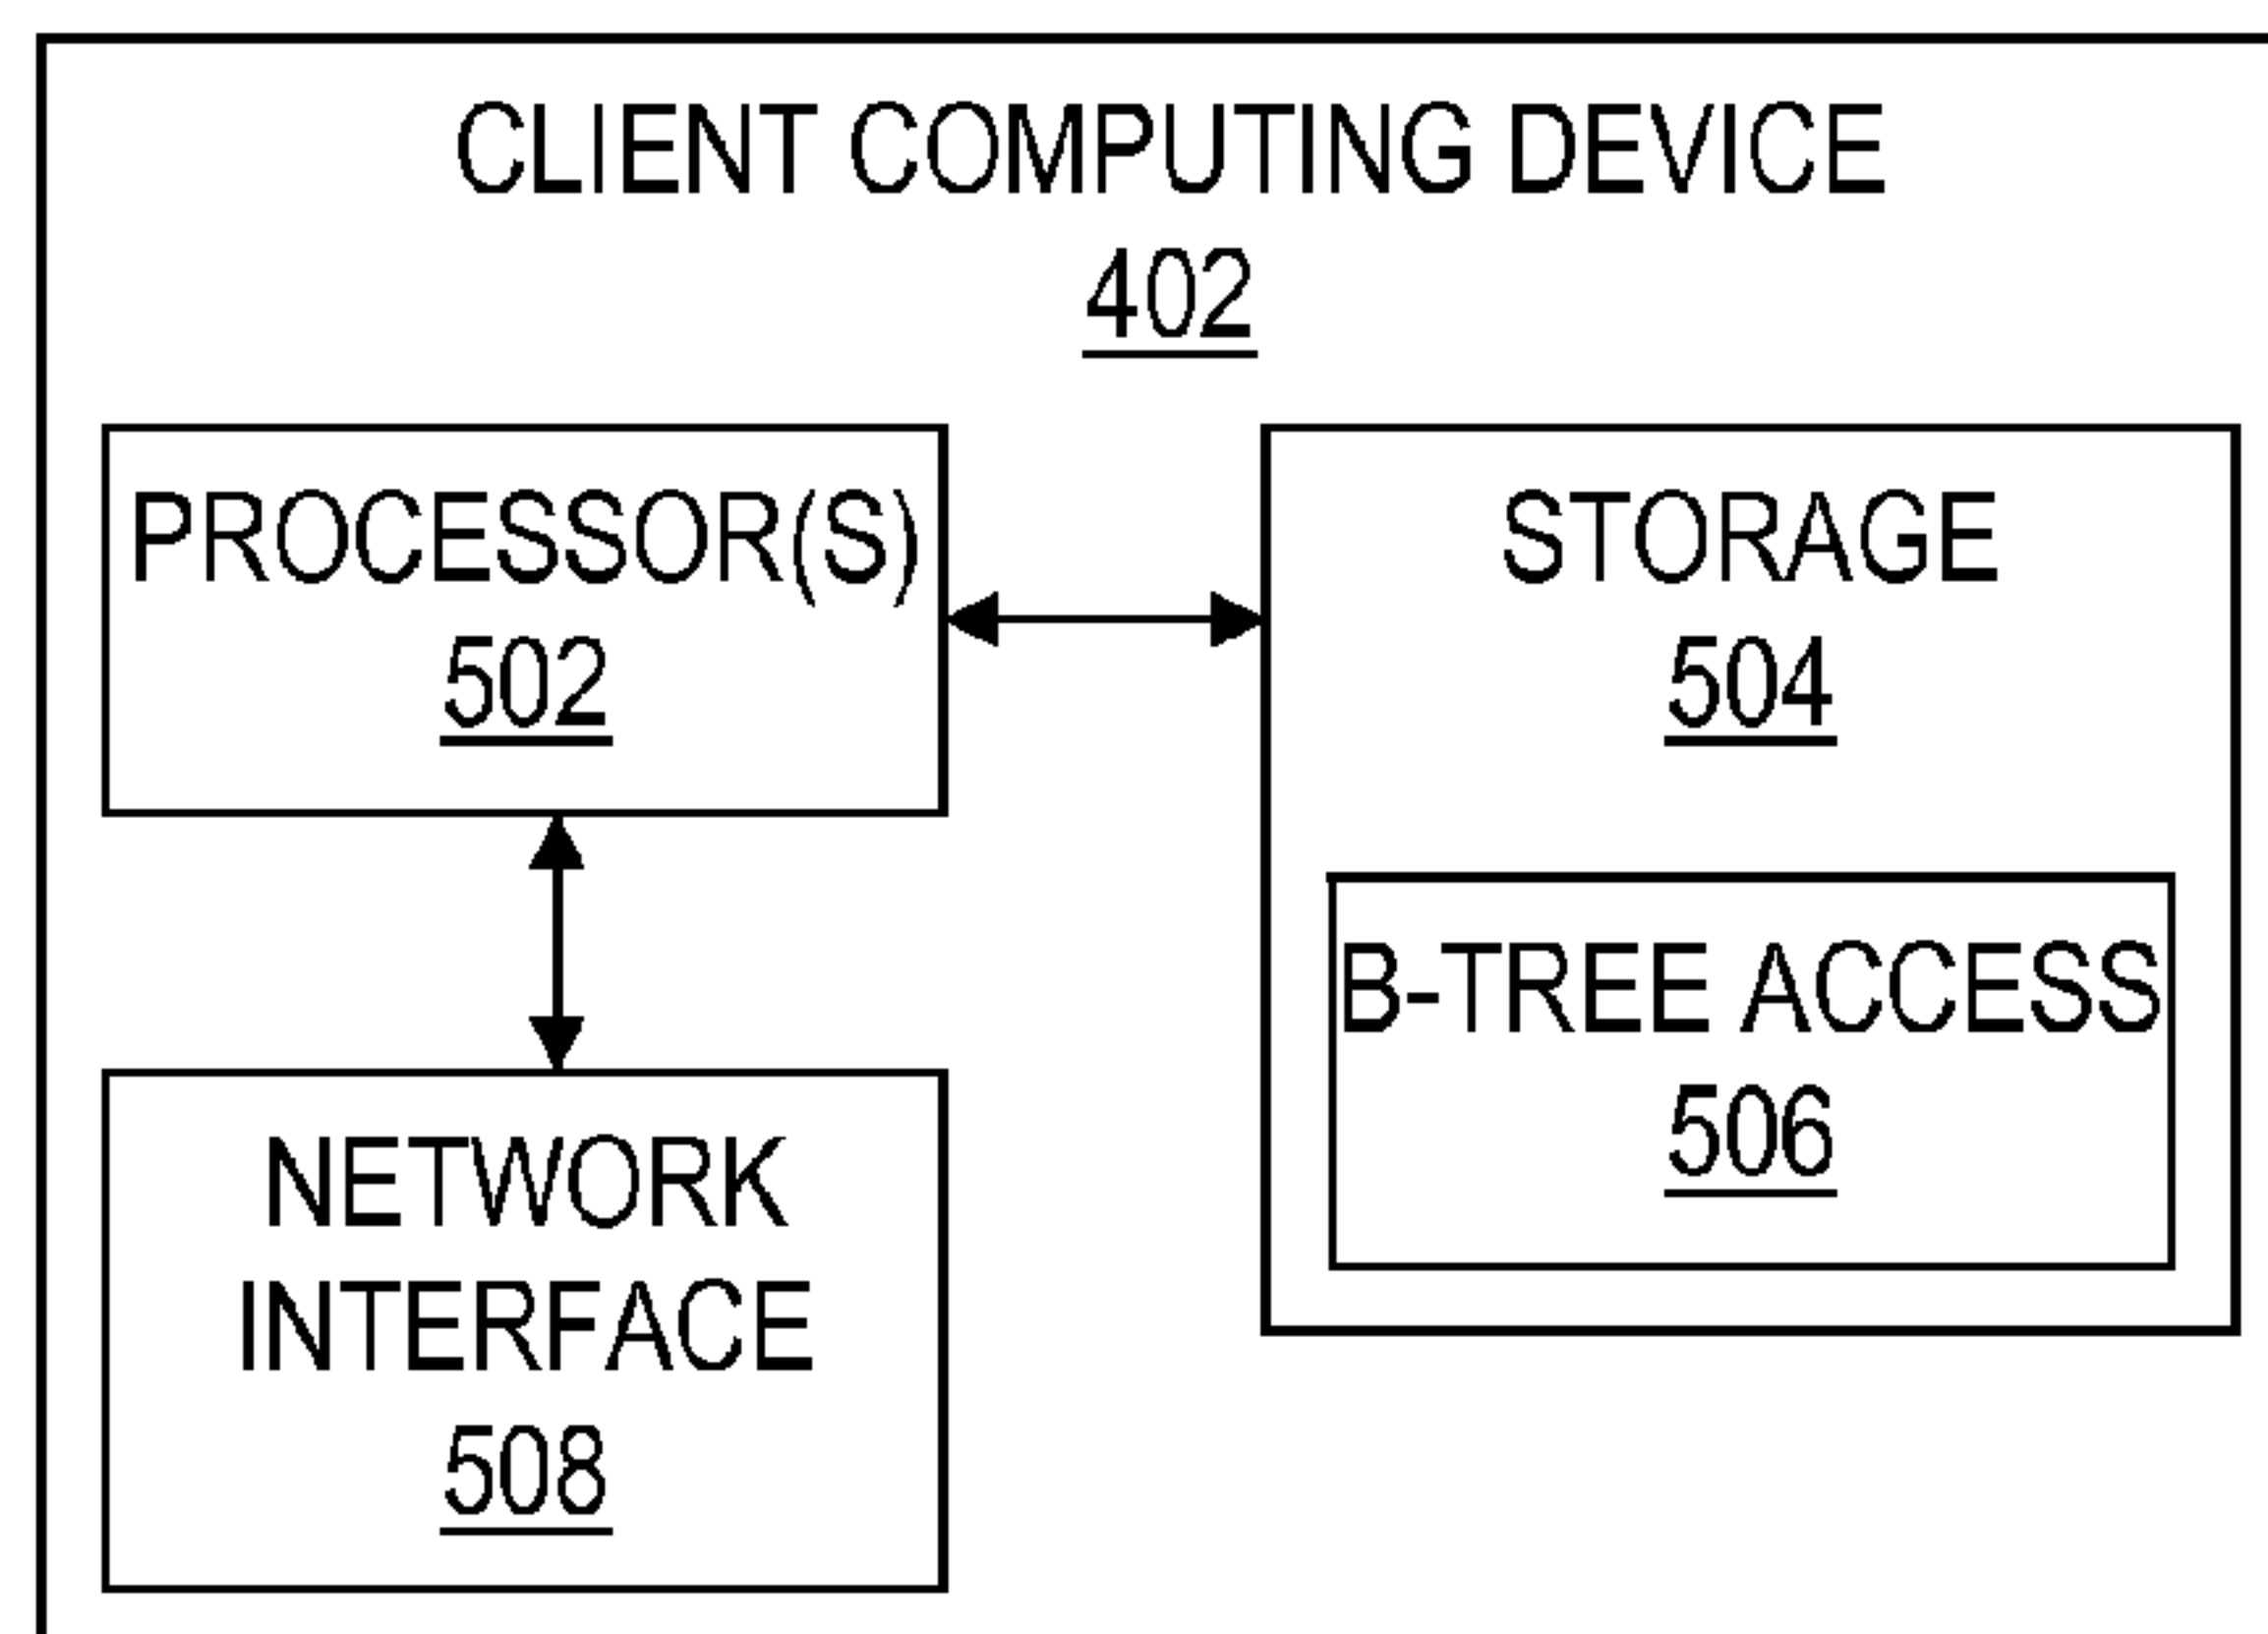 CLIENT COMPUTING DEVICE
402
PROCESSOR(S)
502
STORAGE
504
B-TREE ACCESS
506
NETWORK
INTERFACE
508